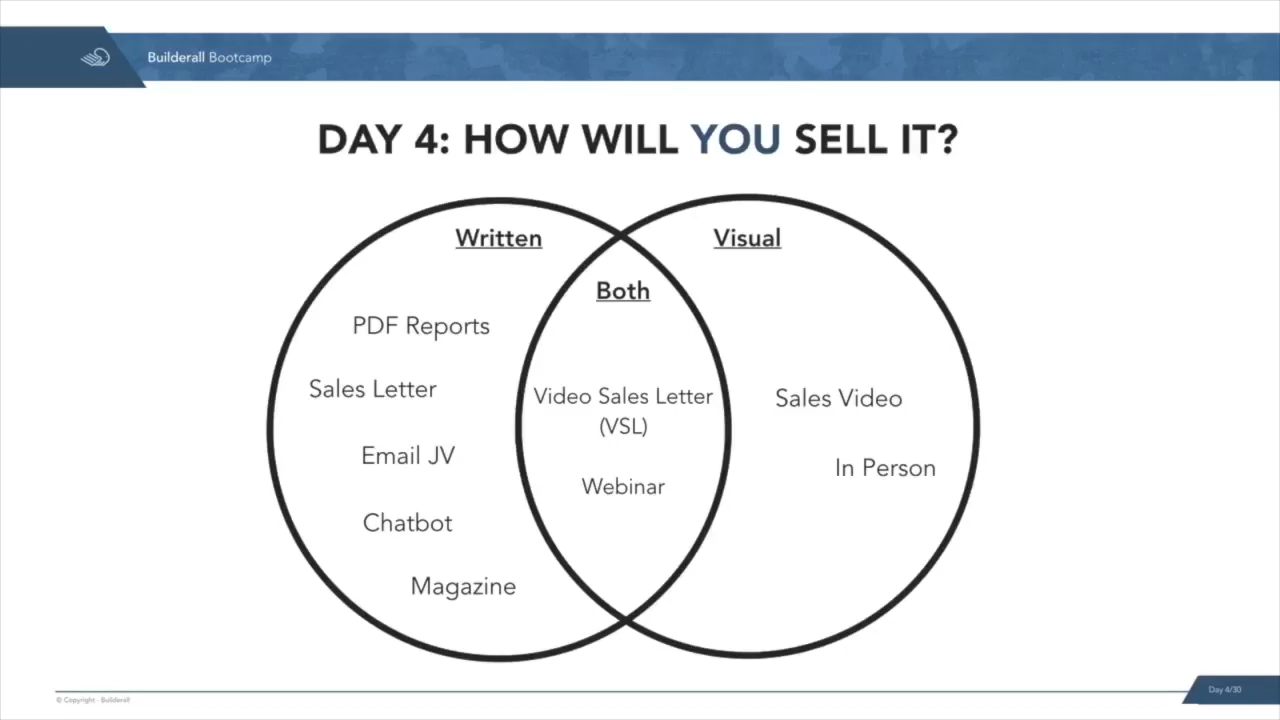 Builderall Bootcamp
DAY 4: HOW WILL YOU SELL IT?
Written
Visual
Both
PDF Reports
Sales Letter
Email JV
Chatbot
Magazine
Video Sales Letter
(VSL)
Webinar
Sales Video
In Person
© Copyright - Builderall
Day 4/30